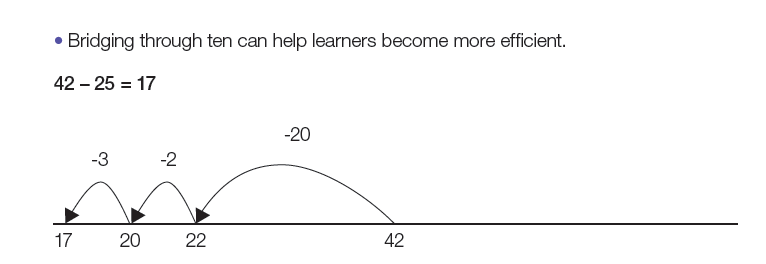 • Bridging through ten can help learners become more efficient.
42 – 25 = 17
-20
-3 -2
17 20 22 42